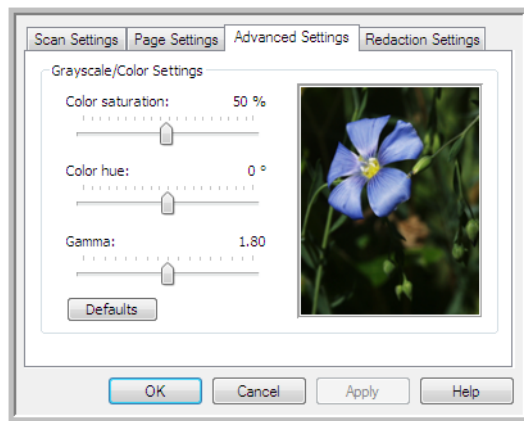 Scan Settings Page Settings Advanced Settings Redaction Settings
Grayscale/Color Settings
Color saturation: 50 %
Color hue: 0 °
Gamma: 1.80
Defaults
OK Cancel Apply Help